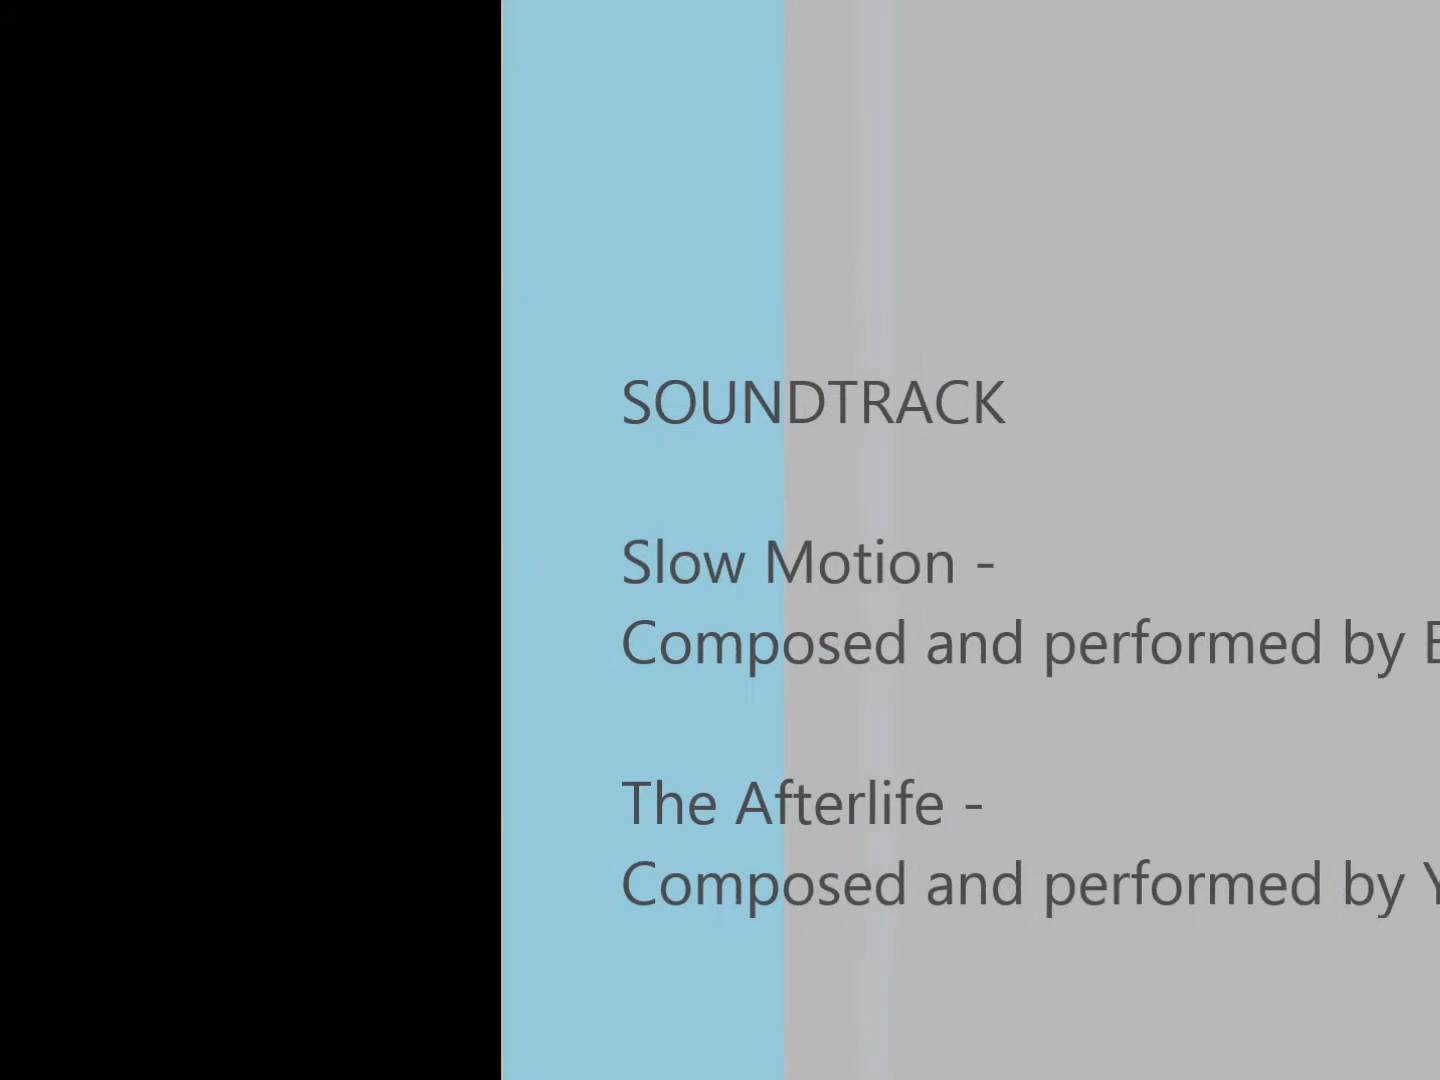 SOUNDTRACK
Slow Motion -
Composed and performed by
The Afterlife -
Composed and performed by